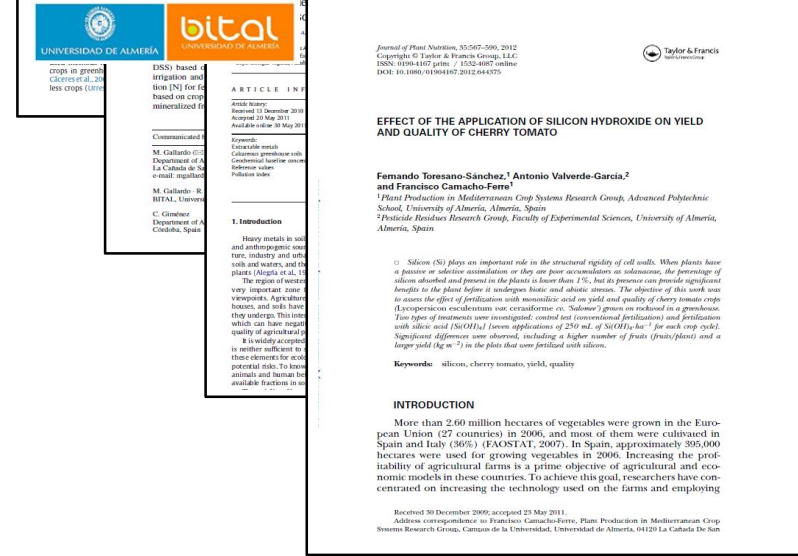 UNIVERSIDAD DE ALMERÍA
bital
UNIVERSIDAD DE ALMERÍA
crops in greenh
Cáceres et al., 200
less crops (Urres
DSS) based o
irrigation and
tion [N] for fe
based on crop
mineralized fr
Communicated b
M. Gallardo
Department of A
La Cañada de Sa
e-mail: mgallard
M. Gallardo · R.
BITAL, Universi
C. Giménez
Department of A
Córdoba, Spain
ARTICLE INF
Article history:
Received 13 December 2010
Accepted 20 May 2011
Available online 30 May 2011
Keywords:
Extractable metals
Calcareous greenhouse soils
Geochemical baseline concen
Reference values
Pollution index
1. Introduction
Heavy metals in soil
and anthropogenic sour
ture, industry and urba
soils and waters, and th
plants (Alegría et al., 19
The region of wester
very important zone f
viewpoints. Agriculture
houses, and soils have
they undergo. This inter
which can have negati
quality of agricultural p
It is widely accepted
is neither sufficient to s
these elements for ecolo
potential risks. To know
animals and human be
available fractions in so
Journal of Plant Nutrition, 35:567–590, 2012
Copyright © Taylor & Francis Group, LLC
ISSN: 0190-4167 print / 1532-4087 online
DOI: 10.1080/01904167.2012.644375
Taylor & Francis
Taylor & Francis Group
EFFECT OF THE APPLICATION OF SILICON HYDROXIDE ON YIELD
AND QUALITY OF CHERRY TOMATO
Fernando Toresano-Sánchez,1 Antonio Valverde-García,2
and Francisco Camacho-Ferre1
1Plant Production in Mediterranean Crop Systems Research Group, Advanced Polytechnic
School, University of Almería, Almería, Spain
2Pesticide Residues Research Group, Faculty of Experimental Sciences, University of Almería,
Almería, Spain
□ Silicon (Si) plays an important role in the structural rigidity of cell walls. When plants have
a passive or selective assimilation or they are poor accumulators as solanaceae, the percentage of
silicon absorbed and present in the plants is lower than 1%, but its presence can provide significant
benefits to the plant before it undergoes biotic and abiotic stresses. The objective of this work was
to assess the effect of fertilization with monosilicic acid on yield and quality of cherry tomato crops
(Lycopersicon esculentum var. cerasiforme cv. 'Salomee') grown on rockwool in a greenhouse.
Two types of treatments were investigated: control test (conventional fertilization) and fertilization
with silicic acid [Si(OH)4] [seven applications of 250 mL of Si(OH)4·ha−1 for each crop cycle].
Significant differences were observed, including a higher number of fruits (fruits/plant) and a
larger yield (kg m−2) in the plots that were fertilized with silicon.
Keywords: silicon, cherry tomato, yield, quality
INTRODUCTION
More than 2.60 million hectares of vegetables were grown in the Euro-
pean Union (27 countries) in 2006, and most of them were cultivated in
Spain and Italy (36%) (FAOSTAT, 2007). In Spain, approximately 395,000
hectares were used for growing vegetables in 2006. Increasing the prof-
itability of agricultural farms is a prime objective of agricultural and eco-
nomic models in these countries. To achieve this goal, researchers have con-
centrated on increasing the technology used on the farms and employing
Received 30 December 2009; accepted 23 May 2011.
Address correspondence to Francisco Camacho-Ferre, Plant Production in Mediterranean Crop
Systems Research Group, Campus de la Universidad, Universidad de Almería, 04120 La Cañada De San